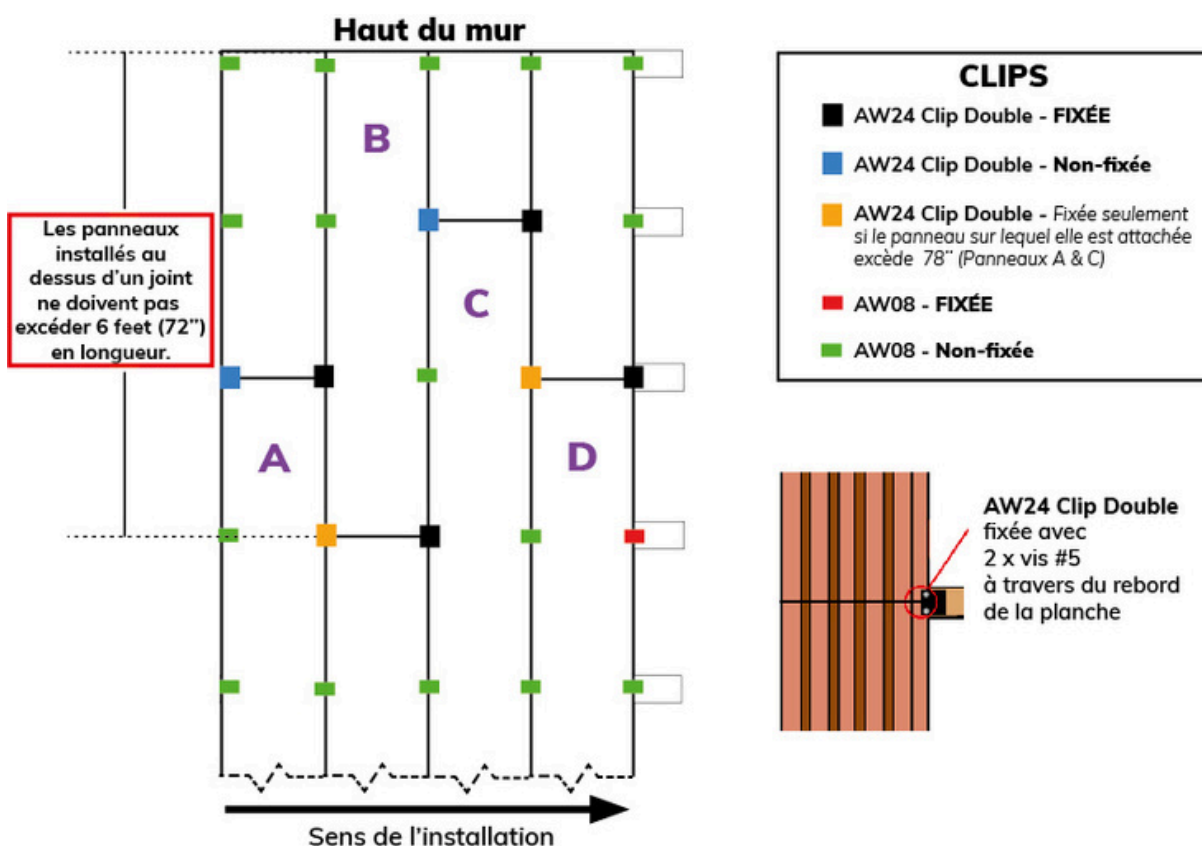 Haut du mur
Les panneaux
installés au
dessus d'un joint
ne doivent pas
excéder 6 feet (72")
en longueur.
A
B
C
D
Sens de l'installation
CLIPS
AW24 Clip Double - FIXÉE
AW24 Clip Double - Non-fixée
AW24 Clip Double - Fixée seulement
si le panneau sur lequel elle est attachée
excède 78" (Panneaux A & C)
AW08 - FIXÉE
AW08 - Non-fixée
AW24 Clip Double
fixée avec
2 x vis #5
à travers du rebord
de la planche